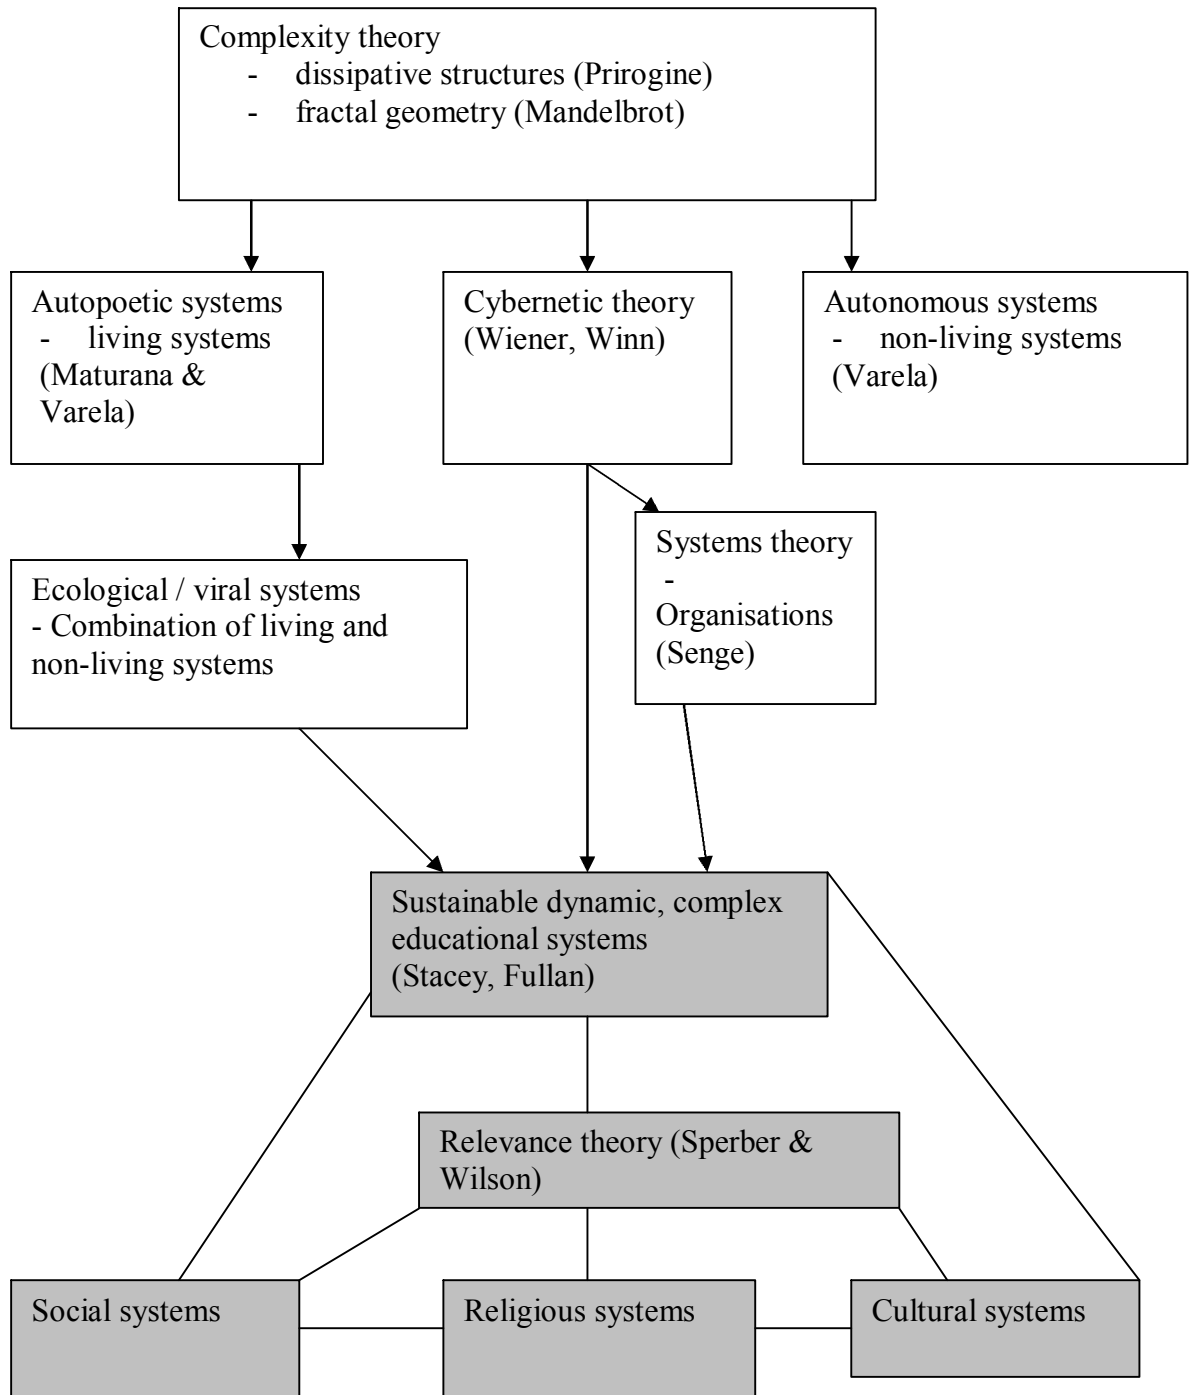 Complexity theory
- dissipative structures (Prirogine)
- fractal geometry (Mandelbrot)
Autopoetic systems
- living systems
(Maturana &
Varela)
Cybernetic theory
(Wiener, Winn)
Autonomous systems
- non-living systems
(Varela)
Systems theory
-
Organisations
(Senge)
Ecological / viral systems
- Combination of living and
non-living systems
Sustainable dynamic, complex
educational systems
(Stacey, Fullan)
Relevance theory (Sperber &
Wilson)
Social systems
Religious systems
Cultural systems